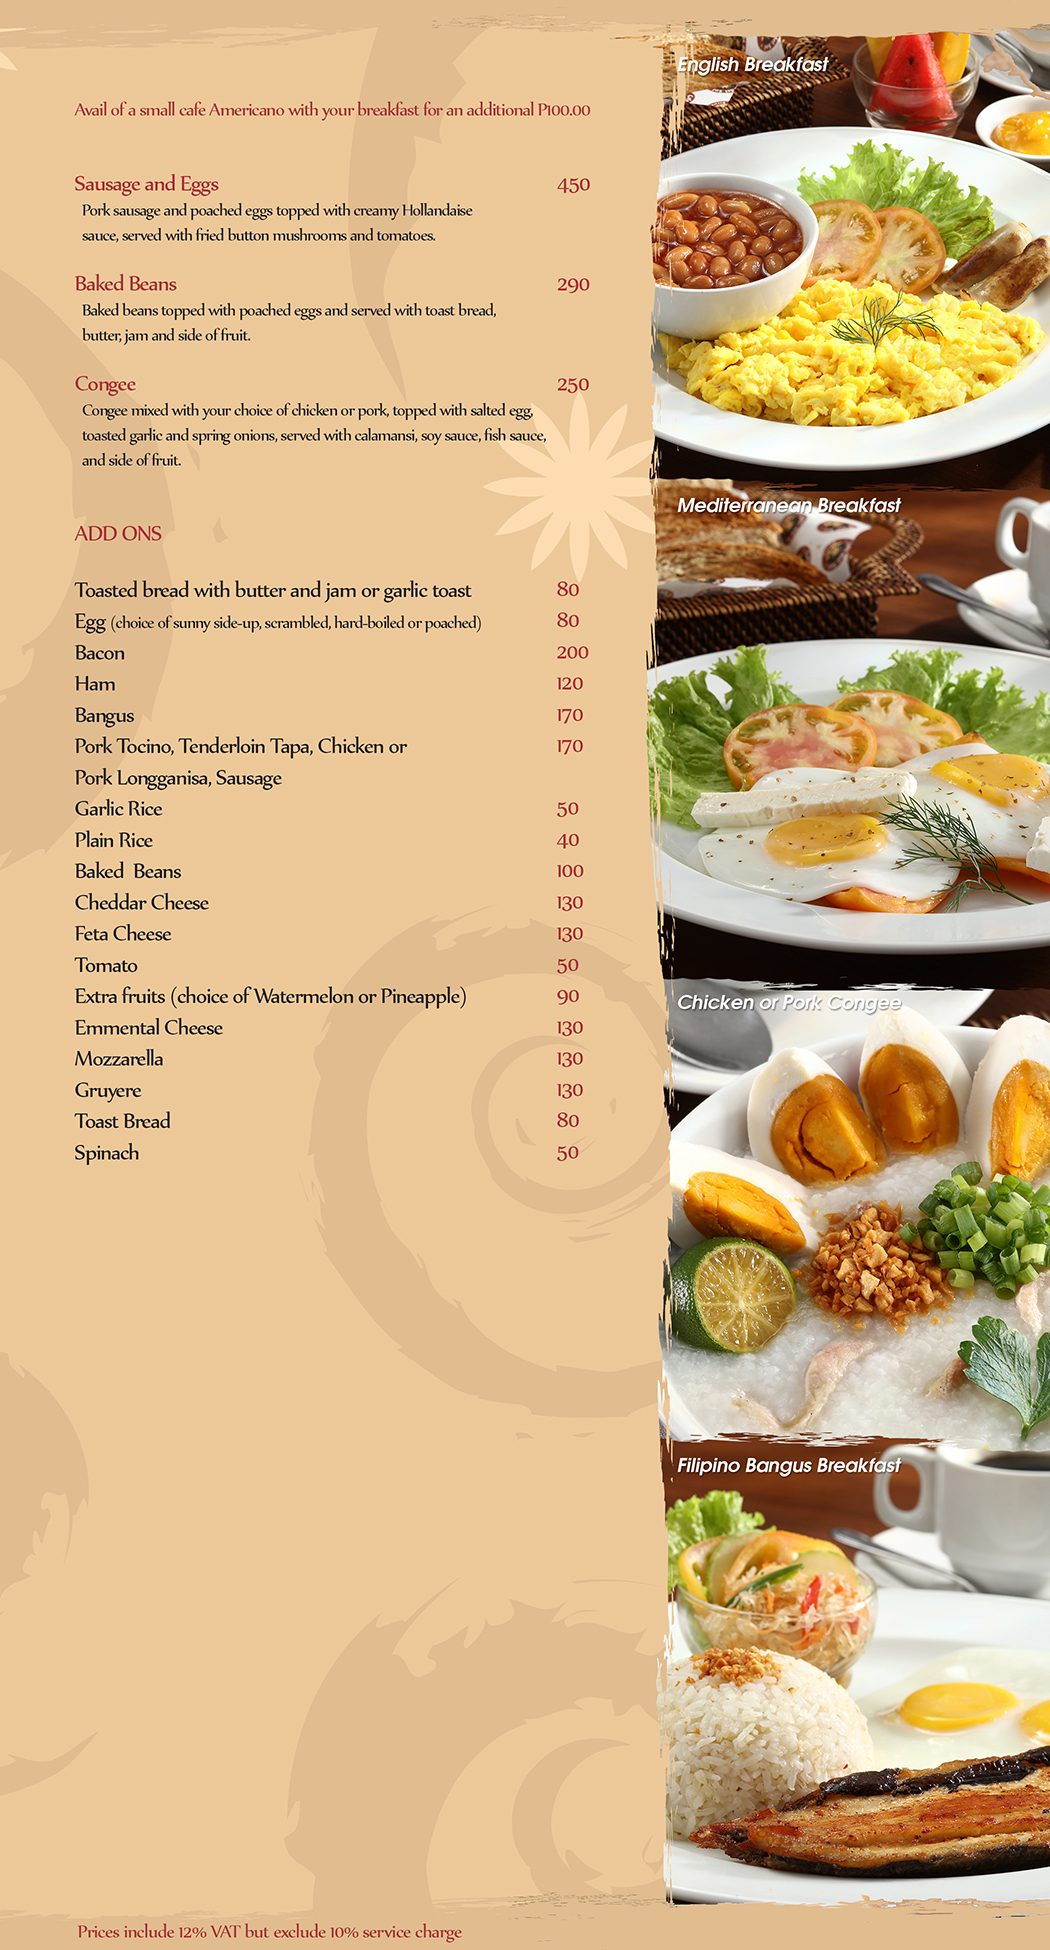 Avail of a small cafe Americano with your breakfast for an additional P100.00
Sausage and Eggs 450
Pork sausage and poached eggs topped with creamy Hollandaise
sauce, served with fried button mushrooms and tomatoes.
Baked Beans 290
Baked beans topped with poached eggs and served with toast bread,
butter, jam and side of fruit.
Congee 250
Congee mixed with your choice of chicken or pork, topped with salted egg,
toasted garlic and spring onions, served with calamansi, soy sauce, fish sauce,
and side of fruit.
ADD ONS
Toasted bread with butter and jam or garlic toast 80
Egg (choice of sunny side-up, scrambled, hard-boiled or poached) 80
Bacon 200
Ham 120
Bangus 170
Pork Tocino, Tenderloin Tapa, Chicken or 170
Pork Longganisa, Sausage
Garlic Rice 50
Plain Rice 40
Baked Beans 100
Cheddar Cheese 130
Feta Cheese 130
Tomato 50
Extra fruits (choice of Watermelon or Pineapple) 90
Emmental Cheese 130
Mozzarella 130
Gruyere 130
Toast Bread 80
Spinach 50
Prices include 12% VAT but exclude 10% service charge
English Breakfast
Mediterranean Breakfast
Chicken or Pork Congee
Filipino Bangus Breakfast